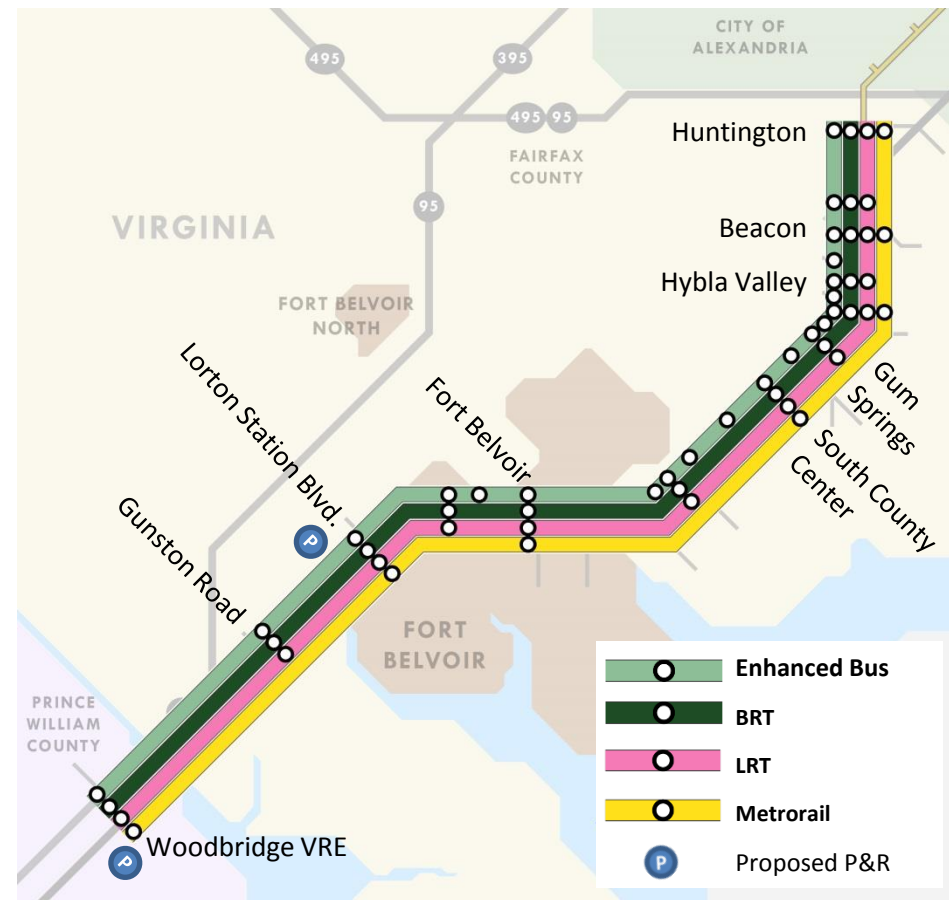 CITY OF
ALEXANDRIA
495
395
495
95
Huntington
FAIRFAX
COUNTY
95
VIRGINIA
Beacon
Hybla Valley
FORT BELVOIR
NORTH
Lorton Station Blvd.
Fort Belvoir
Gum
Springs
South County
Center
Gunston Road
P
FORT
BELVOIR
PRINCE
WILLIAM
COUNTY
Woodbridge VRE
P
Enhanced Bus
BRT
LRT
Metrorail
P
Proposed P&R